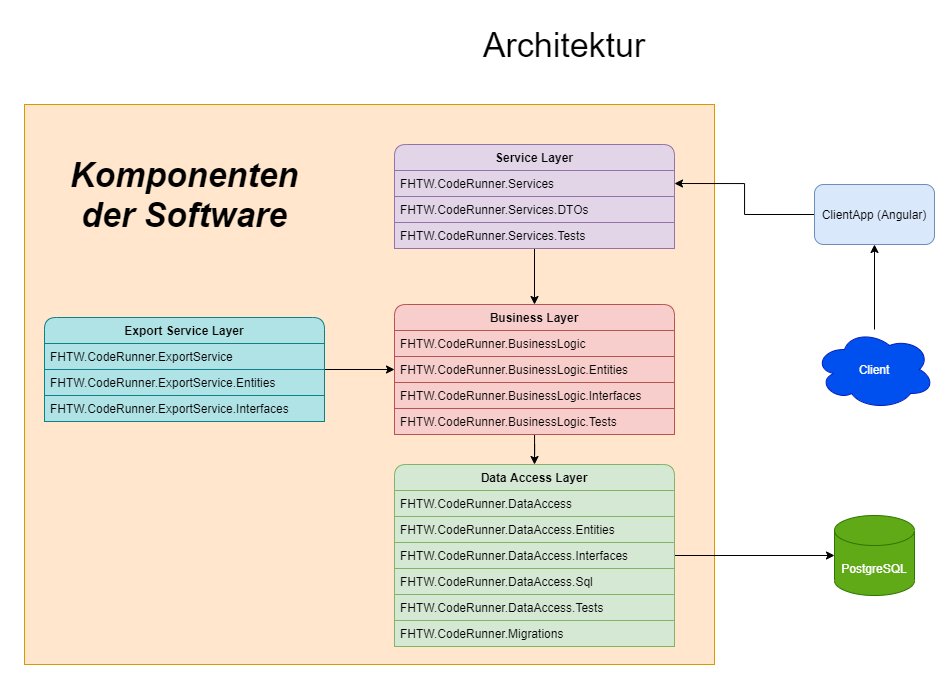 Architektur
Komponenten
der Software
Service Layer
FHTW.CodeRunner.Services
FHTW.CodeRunner.Services.DTOs
FHTW.CodeRunner.Services.Tests
ClientApp (Angular)
Export Service Layer
FHTW.CodeRunner.ExportService
FHTW.CodeRunner.ExportService.Entities
FHTW.CodeRunner.ExportService.Interfaces
Business Layer
FHTW.CodeRunner.BusinessLogic
FHTW.CodeRunner.BusinessLogic.Entities
FHTW.CodeRunner.BusinessLogic.Interfaces
FHTW.CodeRunner.BusinessLogic.Tests
Client
Data Access Layer
FHTW.CodeRunner.DataAccess
FHTW.CodeRunner.DataAccess.Entities
FHTW.CodeRunner.DataAccess.Interfaces
FHTW.CodeRunner.DataAccess.Sql
FHTW.CodeRunner.DataAccess.Tests
FHTW.CodeRunner.Migrations
PostgreSQL